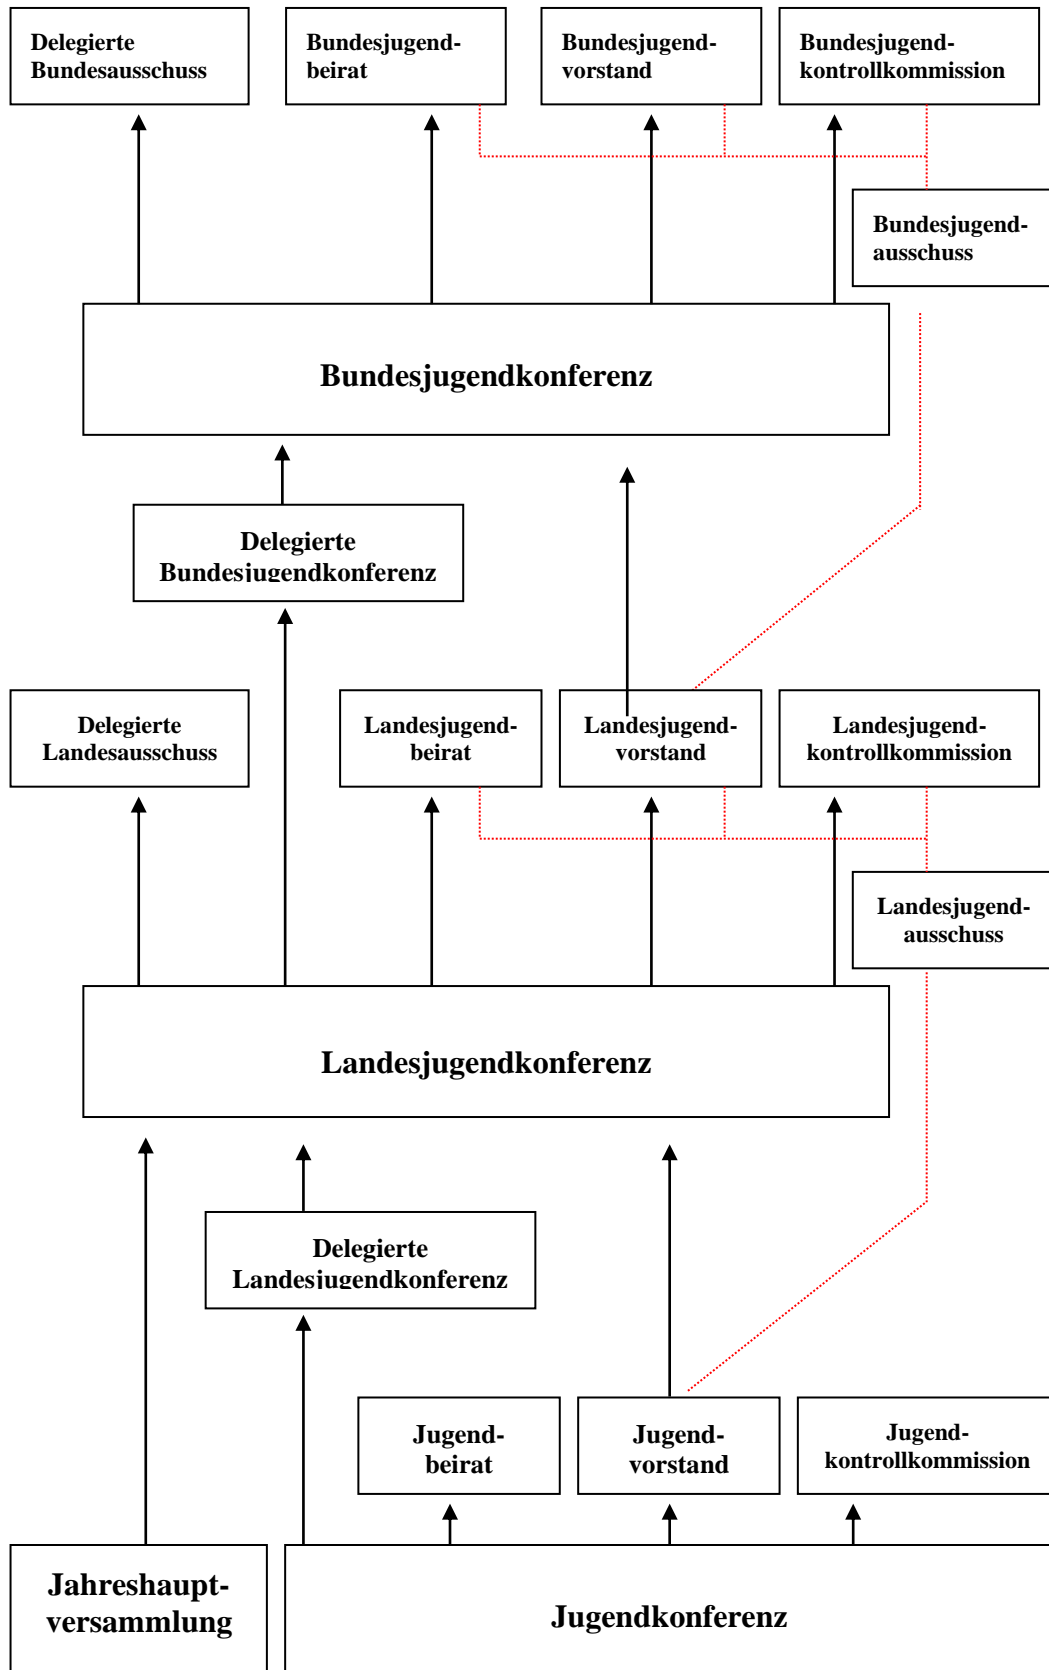 Delegierte
Bundesausschuss
Bundesjugend-
beirat
Bundesjugend-
vorstand
Bundesjugend-
kontrollkommission
Bundesjugend-
ausschuss
Bundesjugendkonferenz
Delegierte
Bundesjugendkonferenz
Delegierte
Landesausschuss
Landesjugend-
beirat
Landesjugend-
vorstand
Landesjugend-
kontrollkommission
Landesjugend-
ausschuss
Landesjugendkonferenz
Delegierte
Landesjugendkonferenz
Jugend-
beirat
Jugend-
vorstand
Jugend-
kontrollkommission
Jahreshaupt-
versammlung
Jugendkonferenz